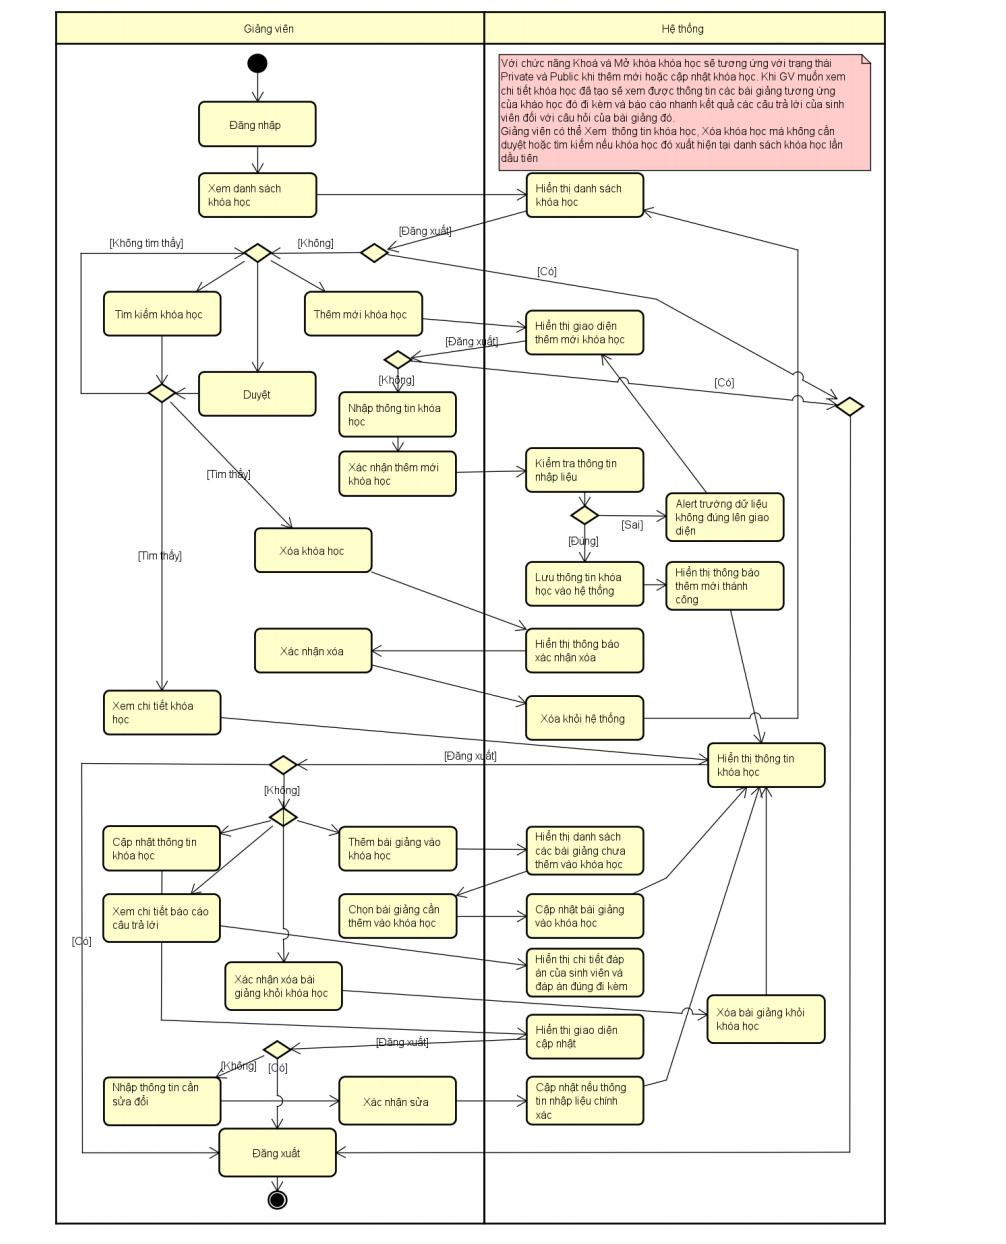 Giảng viên
Hệ thống
Với chức năng Khoá và Mở khóa khóa học sẽ tương ứng với trạng thái
Private và Public khi thêm mới hoặc cập nhật khóa học. Khi GV muốn xem
chi tiết khóa học đã tạo sẽ xem được thông tin các bài giảng tương ứng
của kháo học đó đi kèm và báo cáo nhanh kết quả các câu trả lời của sinh
viên đối với câu hỏi của bài giảng đó.
Giảng viên có thể Xem thông tin khóa học, Xóa khóa học mà không cần
duyệt hoặc tìm kiếm nếu khóa học đó xuất hiện tại danh sách khóa học lần
đầu tiên
Đăng nhập
Xem danh sách
khóa học
Hiển thị danh sách
khóa học
[Đăng xuất]
[Không tìm thấy]
[Không]
[Có]
Tìm kiếm khóa học
Thêm mới khóa học
Hiển thị giao diện
thêm mới khóa học
[Đăng xuất]
[Không]
[Có]
Duyệt
Nhập thông tin khóa
học
Xác nhận thêm mới
khóa học
Kiểm tra thông tin
nhập liệu
[Tìm thấy]
Alert trường dữ liệu
không đúng lên giao
diện
[Sai]
[Đúng]
Xóa khóa học
[Tìm thấy]
Lưu thông tin khóa
học vào hệ thống
Hiển thị thông báo
thêm mới thành
công
Xác nhận xóa
Hiển thị thông báo
xác nhận xóa
Xem chi tiết khóa
học
Xóa khỏi hệ thống
[Đăng xuất]
Hiển thị thông tin
khóa học
[Không]
Cập nhật thông tin
khóa học
Thêm bài giảng vào
khóa học
Hiển thị danh sách
các bài giảng chưa
thêm vào khóa học
Xem chi tiết báo cáo
câu trả lời
Chọn bài giảng cần
thêm vào khóa học
Cập nhật bài giảng
vào khóa học
[Có]
Xác nhận xóa bài
giảng khỏi khóa học
Hiển thị chi tiết đáp
án của sinh viên và
đáp án đúng đi kèm
Xóa bài giảng khỏi
khóa học
Hiển thị giao diện
cập nhật
[Đăng xuất]
[Không]
[Có]
Nhập thông tin cần
sửa đổi
Xác nhận sửa
Cập nhật nếu thông
tin nhập liệu chính
xác
Đăng xuất